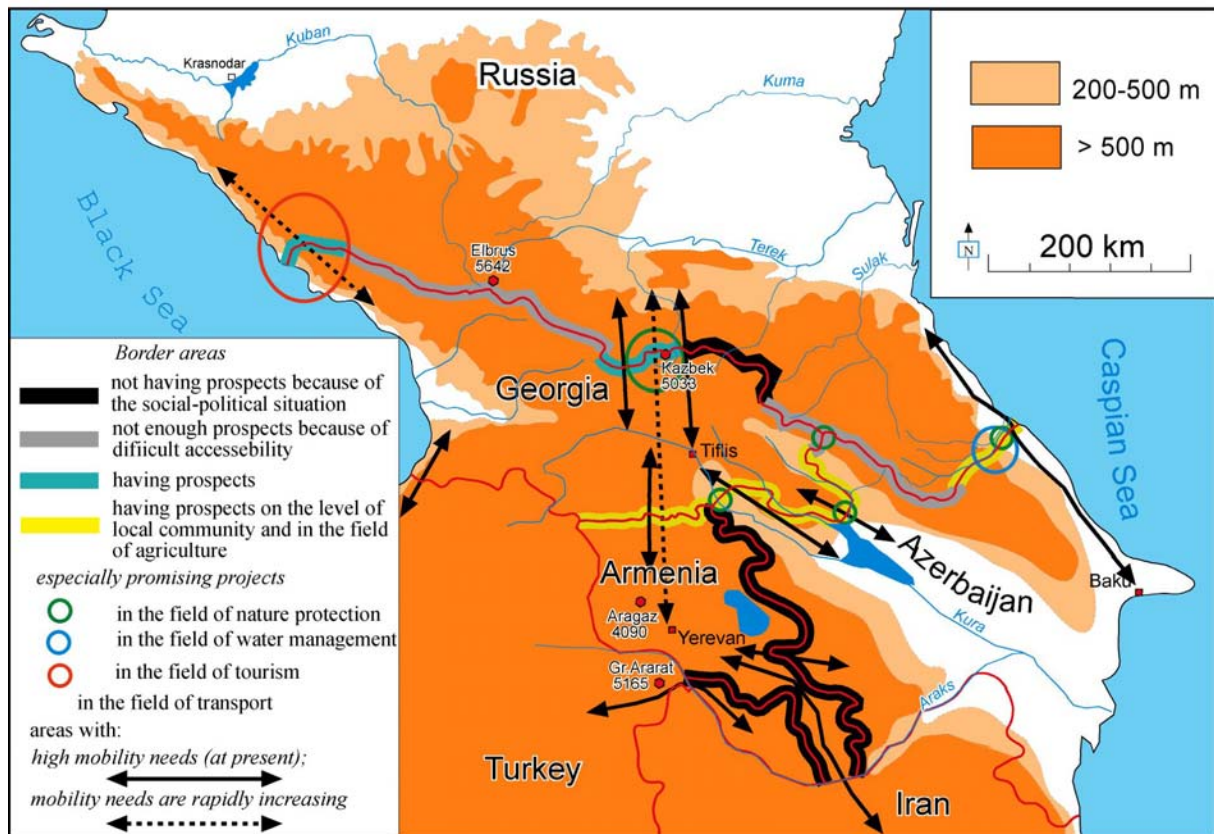 Krasnodar
Kuban
Russia
Kuma
200-500 m
> 500 m
N
200 km
Black Sea
Elbrus
5642
Terek
Sulak
Caspian Sea
Georgia
Kazbek
5033
Tiflis
Armenia
Azerbaijan
Baku
Aragaz
4090
Yerevan
Kura
Gr.Ararat
5165
Araks
Turkey
Iran
Border areas
not having prospects because of
the social-political situation
not enough prospects because of
difiicult accessebility
having prospects
having prospects on the level of
local community and in the field
of agriculture
especially promising projects
in the field of nature protection
in the field of water management
in the field of tourism
in the field of transport
areas with:
high mobility needs (at present);
mobility needs are rapidly increasing